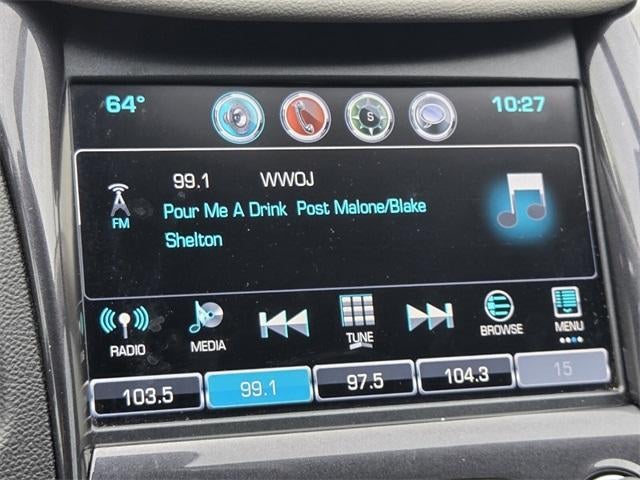 64° S 10:27
99.1 WWOJ
FM Pour Me A Drink Post Malone/Blake
Shelton
RADIO MEDIA TUNE BROWSE MENU
103.5 99.1 97.5 104.3 15